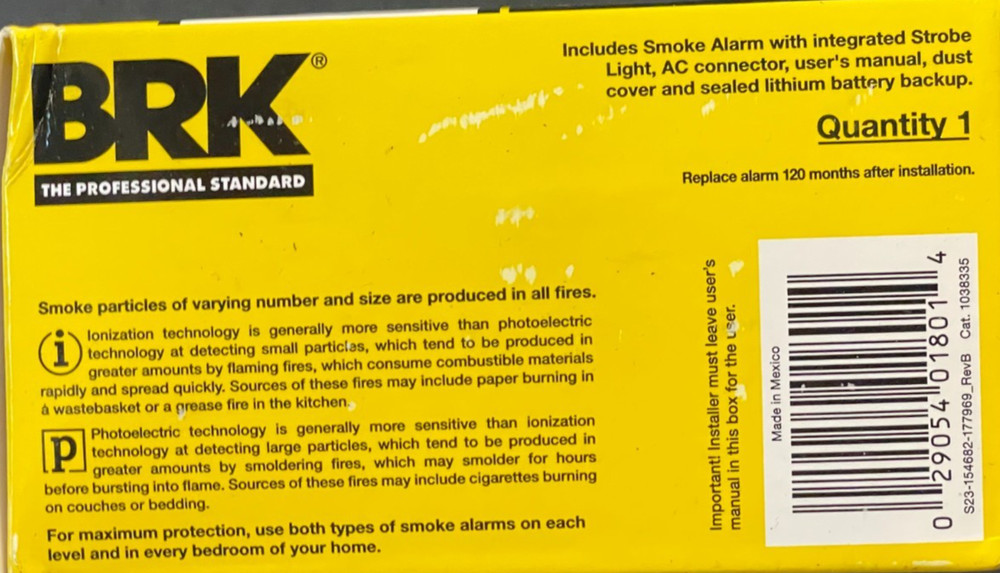 BRK®
THE PROFESSIONAL STANDARD
Includes Smoke Alarm with integrated Strobe
Light, AC connector, user's manual, dust
cover and sealed lithium battery backup.
Quantity 1
Replace alarm 120 months after installation.
Smoke particles of varying number and size are produced in all fires.
i
Ionization technology is generally more sensitive than photoelectric
technology at detecting small particles, which tend to be produced in
greater amounts by flaming fires, which consume combustible materials
rapidly and spread quickly. Sources of these fires may include paper burning in
a wastebasket or a grease fire in the kitchen.
P
Photoelectric technology is generally more sensitive than ionization
technology at detecting large particles, which tend to be produced in
greater amounts by smoldering fires, which may smolder for hours
before bursting into flame. Sources of these fires may include cigarettes burning
on couches or bedding.
For maximum protection, use both types of smoke alarms on each
level and in every bedroom of your home.
Important! Installer must leave user's
manual in this box for the user.
Made in Mexico
0 29054 01801 4
S23-154682-177969_RevB Cat. 1038335